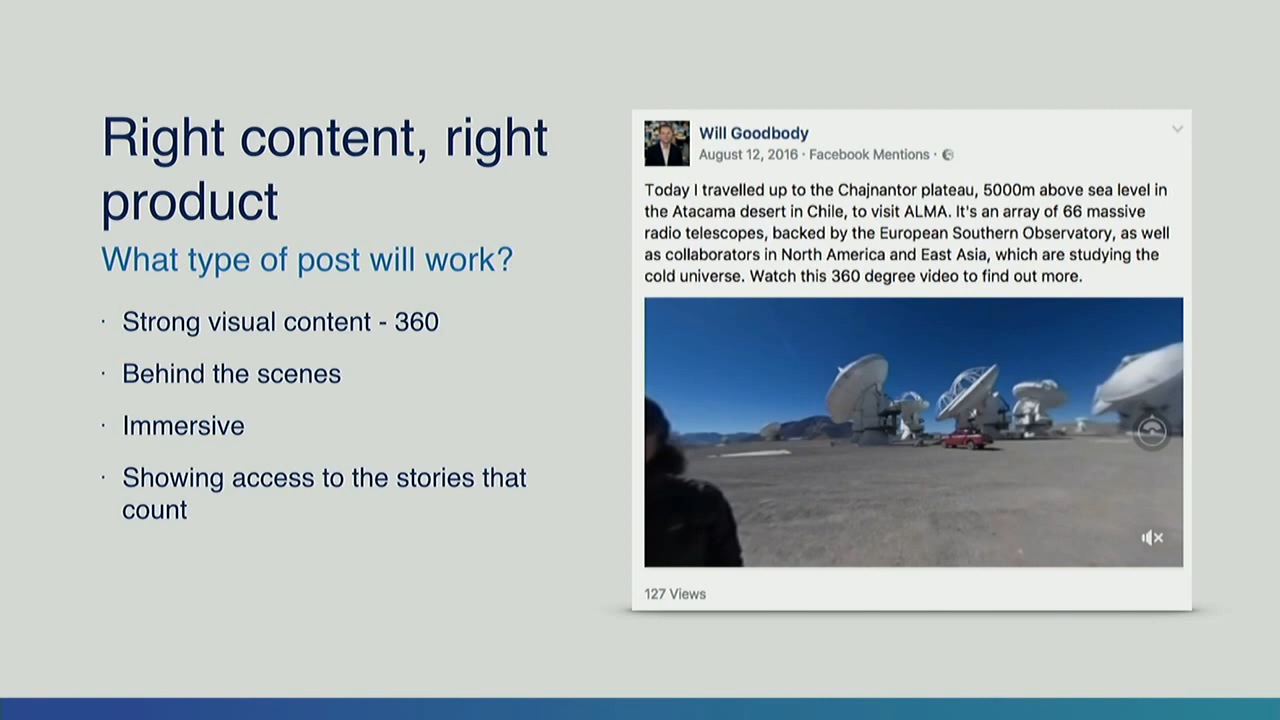 Right content, right
product
What type of post will work?
· Strong visual content - 360
· Behind the scenes
· Immersive
· Showing access to the stories that
count
Will Goodbody
August 12, 2016 · Facebook Mentions ·
Today I travelled up to the Chajnantor plateau, 5000m above sea level in
the Atacama desert in Chile, to visit ALMA. It's an array of 66 massive
radio telescopes, backed by the European Southern Observatory, as well
as collaborators in North America and East Asia, which are studying the
cold universe. Watch this 360 degree video to find out more.
127 Views